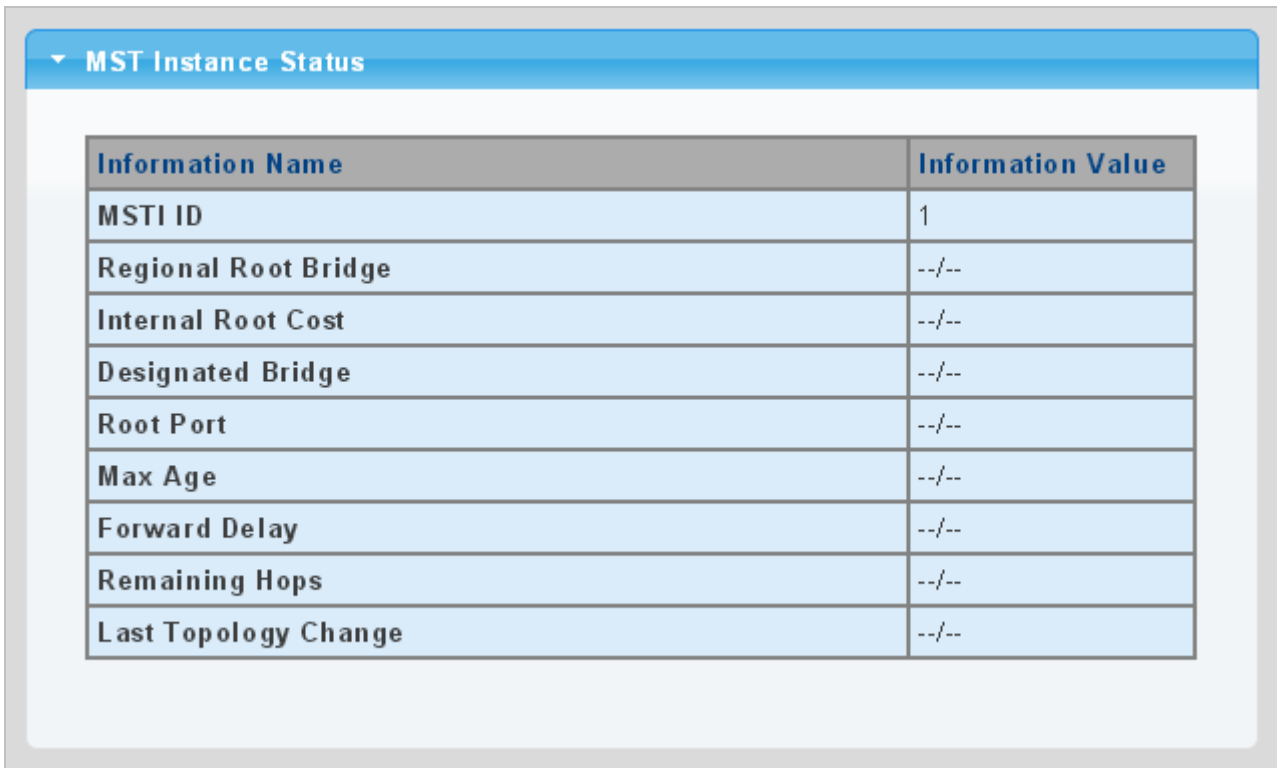 MST Instance Status
Information Name Information Value
MSTI ID 1
Regional Root Bridge --/--
Internal Root Cost --/--
Designated Bridge --/--
Root Port --/--
Max Age --/--
Forward Delay --/--
Remaining Hops --/--
Last Topology Change --/--